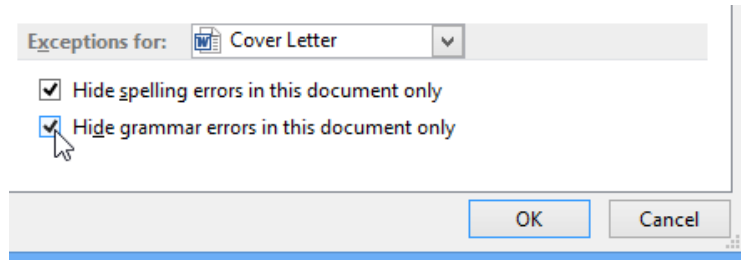 Exceptions for: Cover Letter
Hide spelling errors in this document only
Hide grammar errors in this document only
OK Cancel